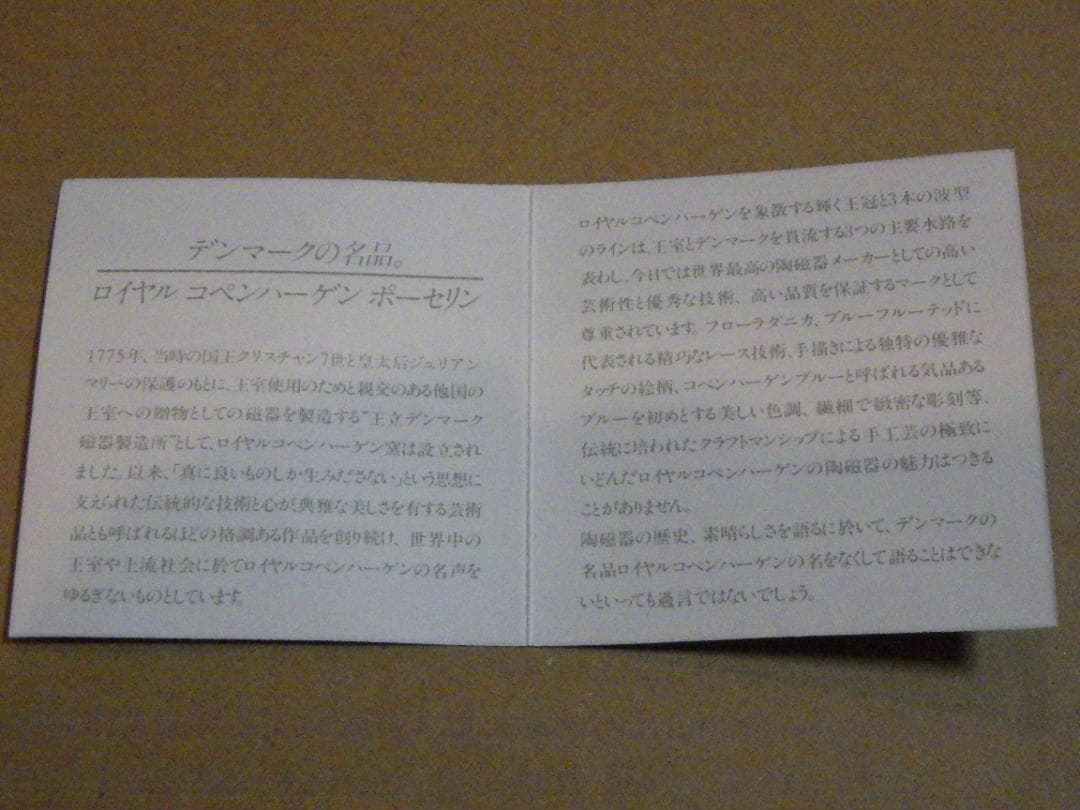 デンマークの名品。
ロイヤル コペンハーゲン ポーセリン
1775年、当時の国王クリスチャン7世と皇太后ジュリアン
マリーの保護のもとに、王室使用のためと親交のある他国の
王室への贈物としての磁器を製造する"王立デンマーク
磁器製造所"として、ロイヤルコペンハーゲン窯は設立され
ました。以来、「真に良いものしか生みださない」という思想に
支えられた伝統的な技術と心が、典雅な美しさを有する芸術
品とも呼ばれるほどの格調ある作品を創り続け、世界中の
王室や上流社会に於てロイヤルコペンハーゲンの名声を
ゆるぎないものとしています。
ロイヤルコペンハーゲンを象徴する輝く王冠と3本の波型
のラインは、王室とデンマークを貫流する3つの主要水路を
表わし、今日では世界最高の陶磁器メーカーとしての高い
芸術性と優秀な技術、高い品質を保証するマークとして
尊重されています。フローラダニカ、ブルーフルーテッドに
代表される精巧なレース技術、手描きによる独特の優雅な
タッチの絵柄、コペンハーゲンブルーと呼ばれる気品ある
ブルーを初めとする美しい色調、繊細で緻密な彫刻等、
伝統に培われたクラフトマンシップによる手工芸の極致に
いどんだロイヤルコペンハーゲンの陶磁器の魅力はつきる
ことがありません。
陶磁器の歴史、素晴らしさを語るに於いて、デンマークの
名品ロイヤルコペンハーゲンの名をなくして語ることはできな
いといっても過言ではないでしょう。